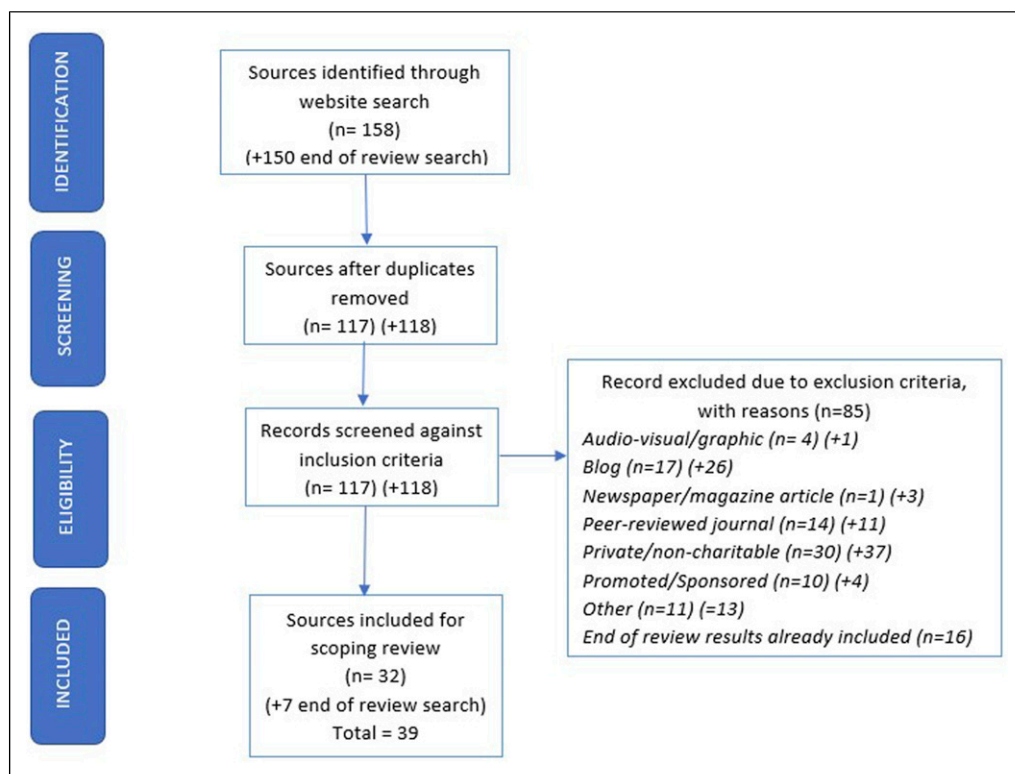 IDENTIFICATION
Sources identified through
website search
(n= 158)
(+150 end of review search)
SCREENING
Sources after duplicates
removed
(n= 117) (+118)
ELIGIBILITY
Records screened against
inclusion criteria
(n= 117) (+118)
Record excluded due to exclusion criteria,
with reasons (n=85)
Audio-visual/graphic (n= 4) (+1)
Blog (n=17) (+26)
Newspaper/magazine article (n=1) (+3)
Peer-reviewed journal (n=14) (+11)
Private/non-charitable (n=30) (+37)
Promoted/Sponsored (n=10) (+4)
Other (n=11) (=13)
End of review results already included (n=16)
INCLUDED
Sources included for
scoping review
(n= 32)
(+7 end of review search)
Total = 39